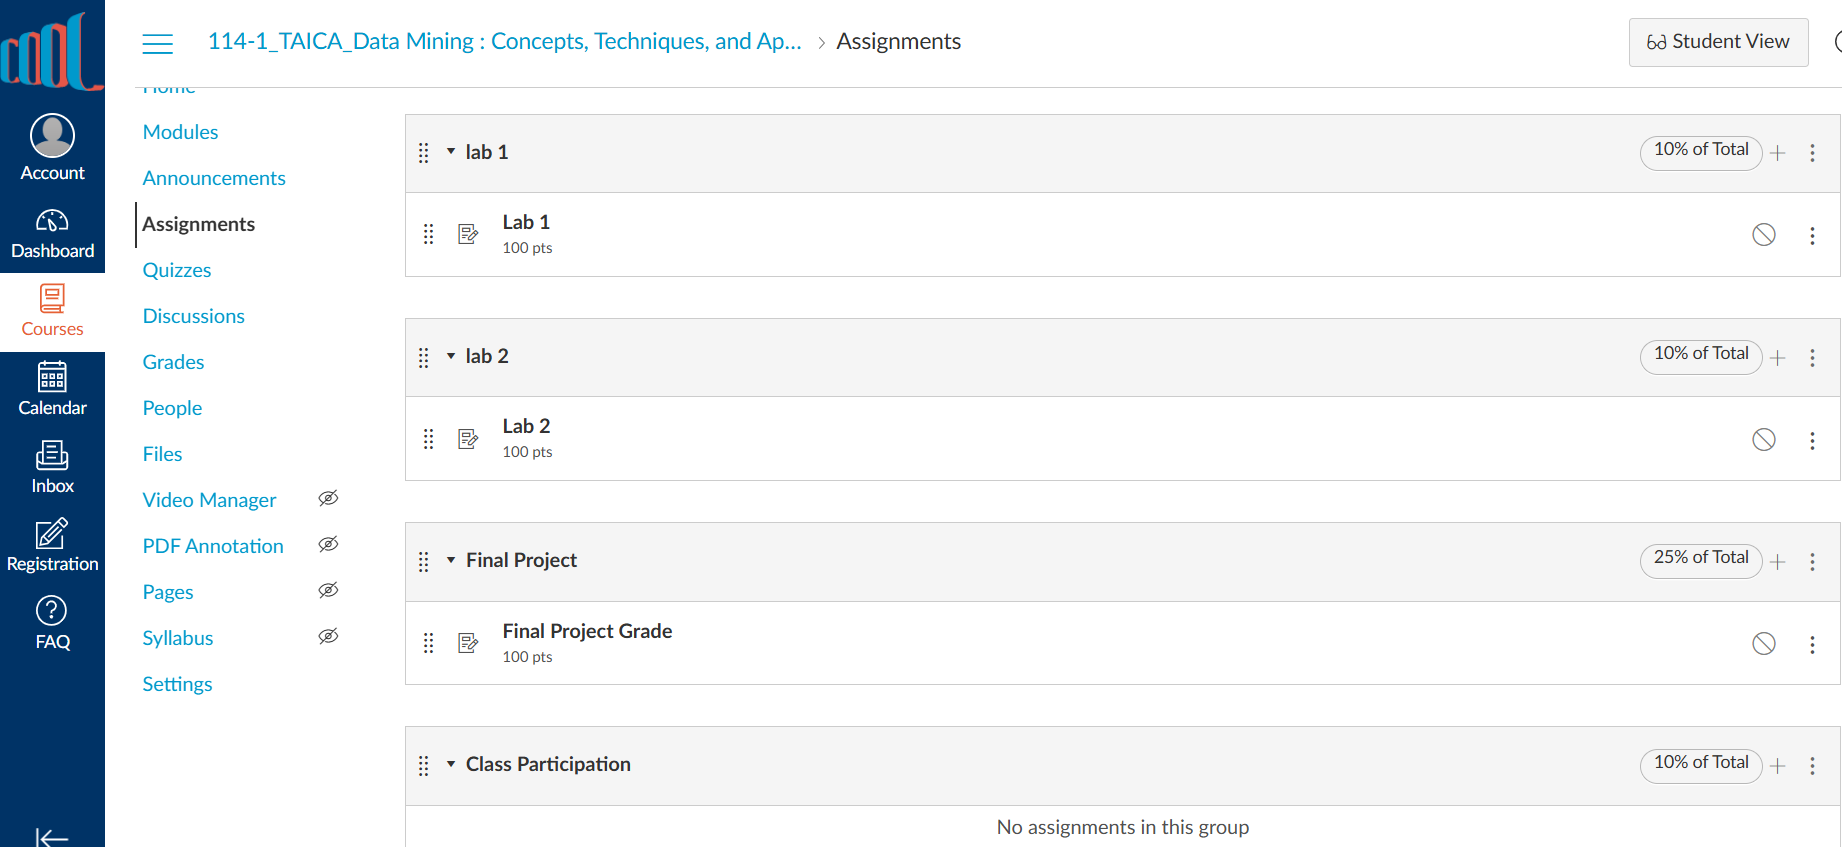 cool
114-1_TAICA_Data Mining : Concepts, Techniques, and Ap... > Assignments
Student View
Account
Dashboard
Courses
Calendar
Inbox
Registration
FAQ
Home
Modules
Announcements
Assignments
Quizzes
Discussions
Grades
People
Files
Video Manager
PDF Annotation
Pages
Syllabus
Settings
lab 1
10% of Total
Lab 1
100 pts
lab 2
10% of Total
Lab 2
100 pts
Final Project
25% of Total
Final Project Grade
100 pts
Class Participation
10% of Total
No assignments in this group